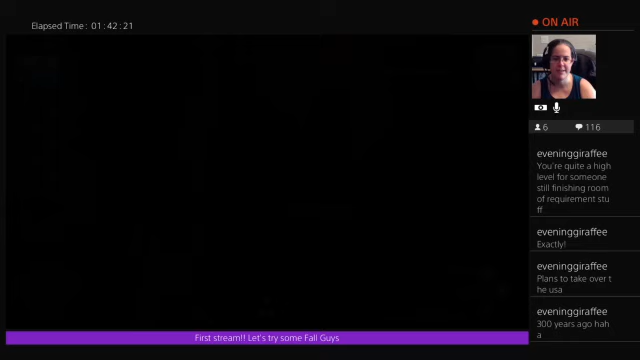 Elapsed Time : 01:42:21
ON AIR
6
116
eveninggiraffee
You're quite a high
level for someone
still finishing room
of requirement stu
ff
eveninggiraffee
Exactly!
eveninggiraffee
Plans to take over t
he usa
eveninggiraffee
300 years ago hah
a
First stream!! Let's try some Fall Guys